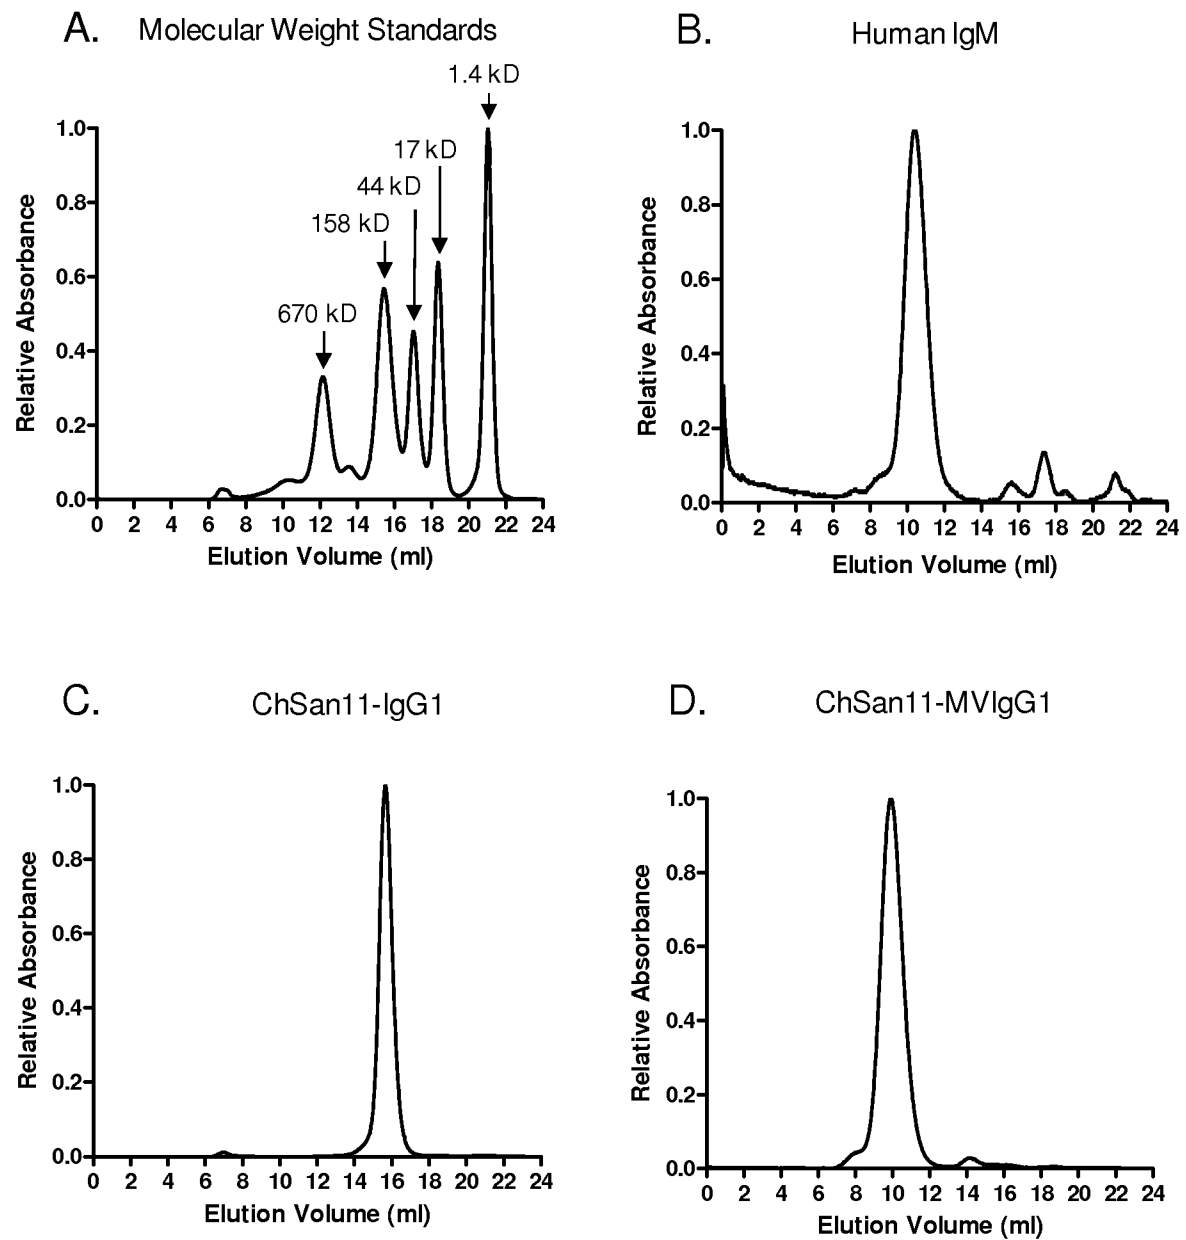 A. Molecular Weight Standards
1.4 kD
17 kD
44 kD
158 kD
670 kD
Relative Absorbance
1.0
0.8
0.6
0.4
0.2
0.0
0 2 4 6 8 10 12 14 16 18 20 22 24
Elution Volume (ml)
B. Human IgM
Relative Absorbance
1.0
0.8
0.6
0.4
0.2
0.0
0 2 4 6 8 10 12 14 16 18 20 22 24
Elution Volume (ml)
C. ChSan11-IgG1
Relative Absorbance
1.0
0.8
0.6
0.4
0.2
0.0
0 2 4 6 8 10 12 14 16 18 20 22 24
Elution Volume (ml)
D. ChSan11-MVIgG1
Relative Absorbance
1.0
0.8
0.6
0.4
0.2
0.0
0 2 4 6 8 10 12 14 16 18 20 22 24
Elution Volume (ml)